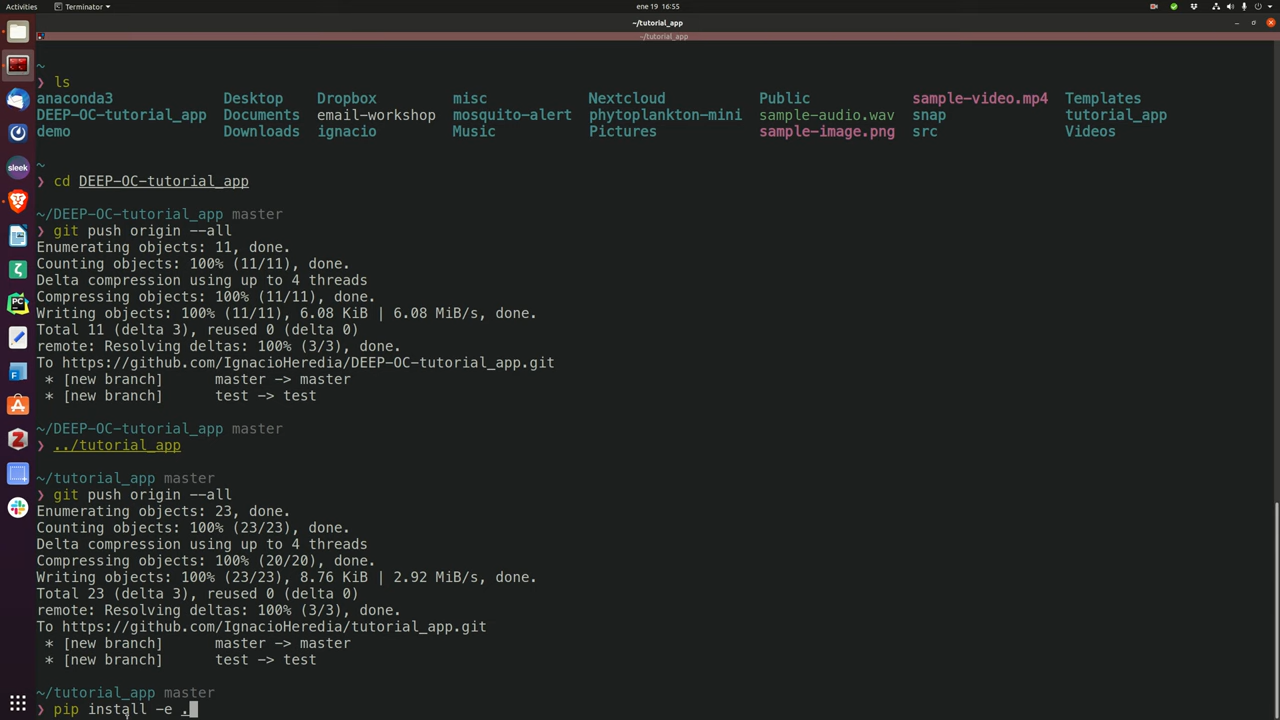 Activities Terminator ene 19 16:55
~/tutorial_app
~/tutorial_app
~
❯ ls
anaconda3 Desktop Dropbox misc Nextcloud Public sample-video.mp4 Templates
DEEP-OC-tutorial_app Documents email-workshop mosquito-alert phytoplankton-mini sample-audio.wav snap tutorial_app
demo Downloads ignacio Music Pictures sample-image.png src Videos
~
❯ cd DEEP-OC-tutorial_app
~/DEEP-OC-tutorial_app master
❯ git push origin --all
Enumerating objects: 11, done.
Counting objects: 100% (11/11), done.
Delta compression using up to 4 threads
Compressing objects: 100% (11/11), done.
Writing objects: 100% (11/11), 6.08 KiB | 6.08 MiB/s, done.
Total 11 (delta 3), reused 0 (delta 0)
remote: Resolving deltas: 100% (3/3), done.
To https://github.com/IgnacioHeredia/DEEP-OC-tutorial_app.git
* [new branch] master -> master
* [new branch] test -> test
~/DEEP-OC-tutorial_app master
❯ ../tutorial_app
~/tutorial_app master
❯ git push origin --all
Enumerating objects: 23, done.
Counting objects: 100% (23/23), done.
Delta compression using up to 4 threads
Compressing objects: 100% (20/20), done.
Writing objects: 100% (23/23), 8.76 KiB | 2.92 MiB/s, done.
Total 23 (delta 3), reused 0 (delta 0)
remote: Resolving deltas: 100% (3/3), done.
To https://github.com/IgnacioHeredia/tutorial_app.git
* [new branch] master -> master
* [new branch] test -> test
~/tutorial_app master
❯ pip install -e .
sleek
PC